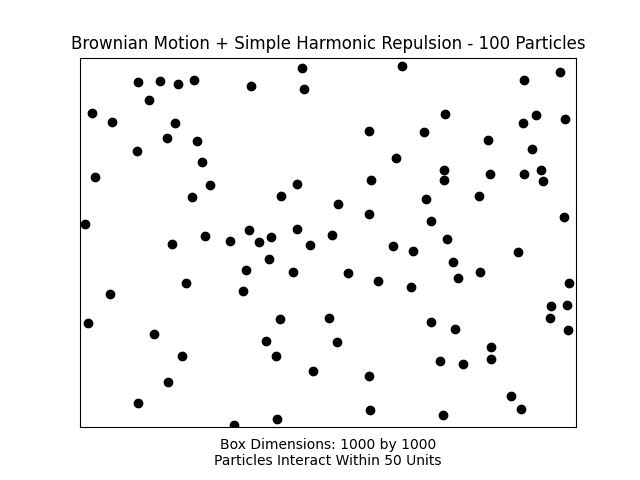 Brownian Motion + Simple Harmonic Repulsion - 100 Particles
Box Dimensions: 1000 by 1000
Particles Interact Within 50 Units